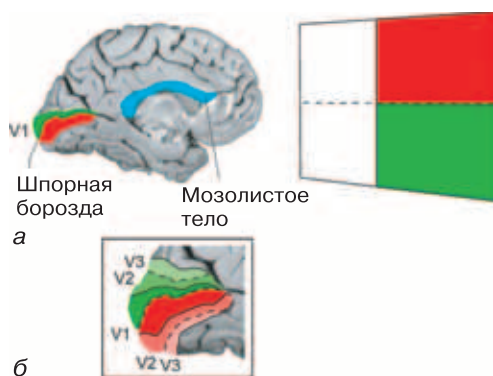 V1
Шпорная
борозда
Мозолистое
тело
а
V3
V2
V1
V2 V3
б